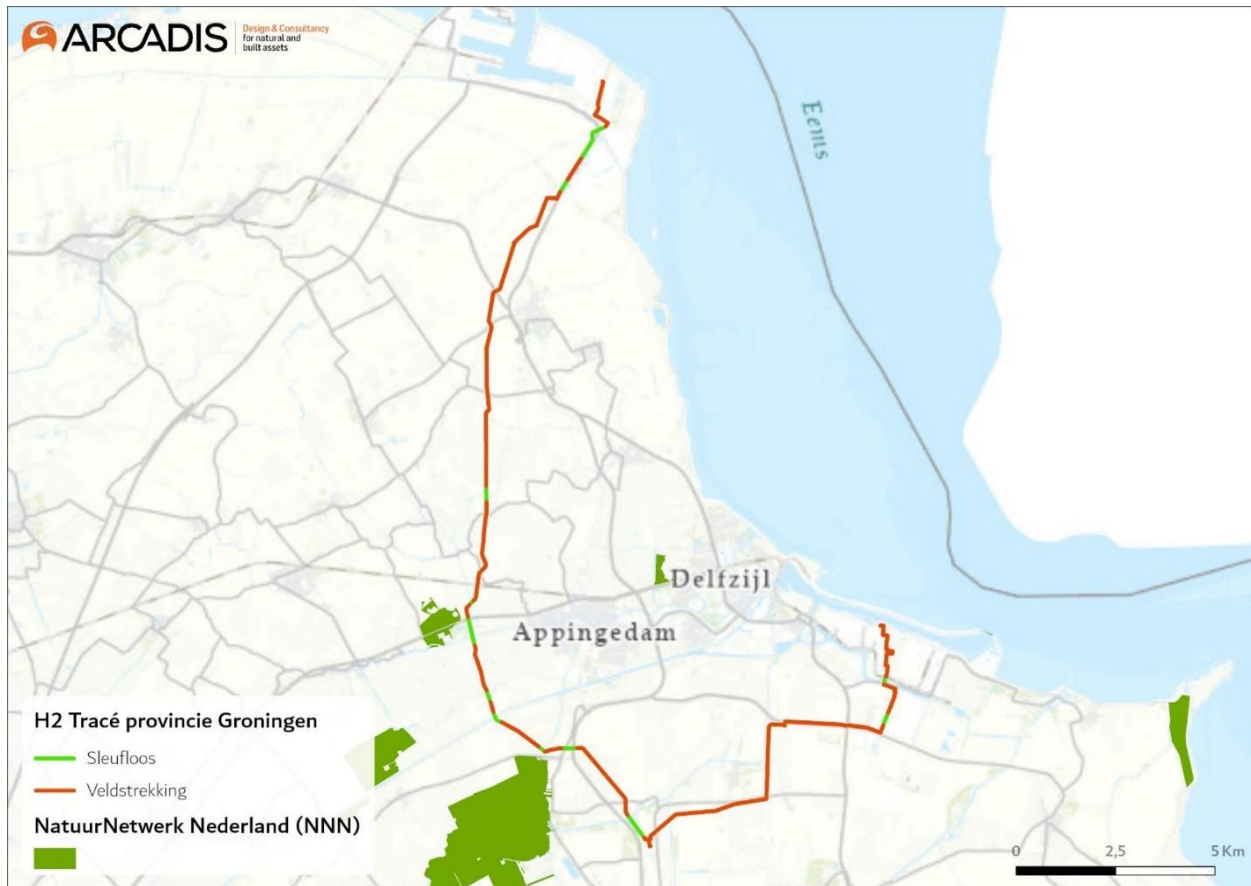 ARCADIS
Design & Consultancy
for natural and
built assets
Eems
Delfzijl
Appingedam
H2 Tracé provincie Groningen
Sleufloos
Veldstrekking
NatuurNetwerk Nederland (NNN)
0 2,5 5 Km